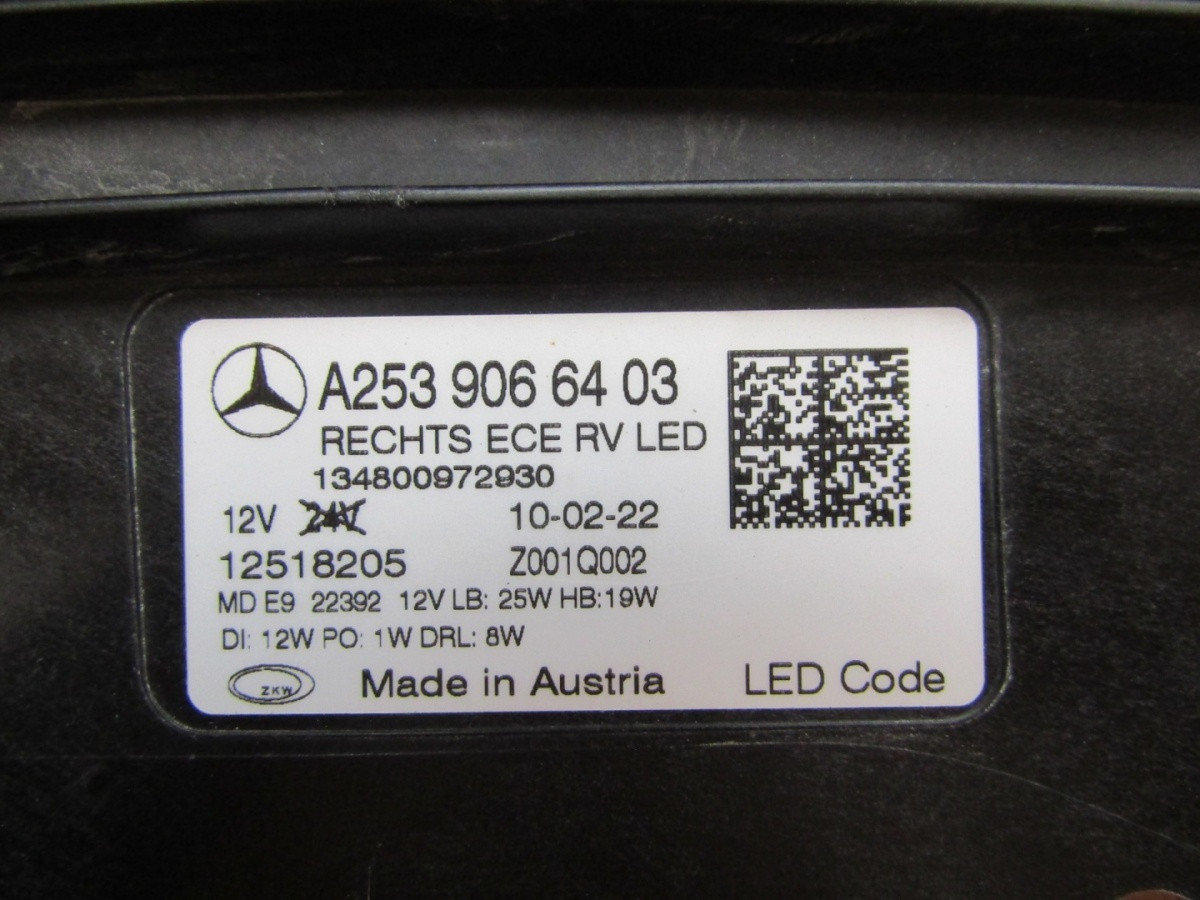 A253 906 64 03
RECHTS ECE RV LED
134800972930
12V 24V 10-02-22
12518205 Z001Q002
MD E9 22392 12V LB: 25W HB:19W
DI: 12W PO: 1W DRL: 8W
ZKW Made in Austria LED Code